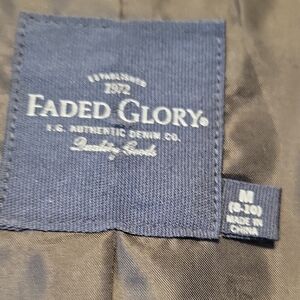 ESTABLISHED
1972
FADED GLORY®
F.G. AUTHENTIC DENIM CO.
Quality Goods
M
(8-10)
MADE IN
CHINA